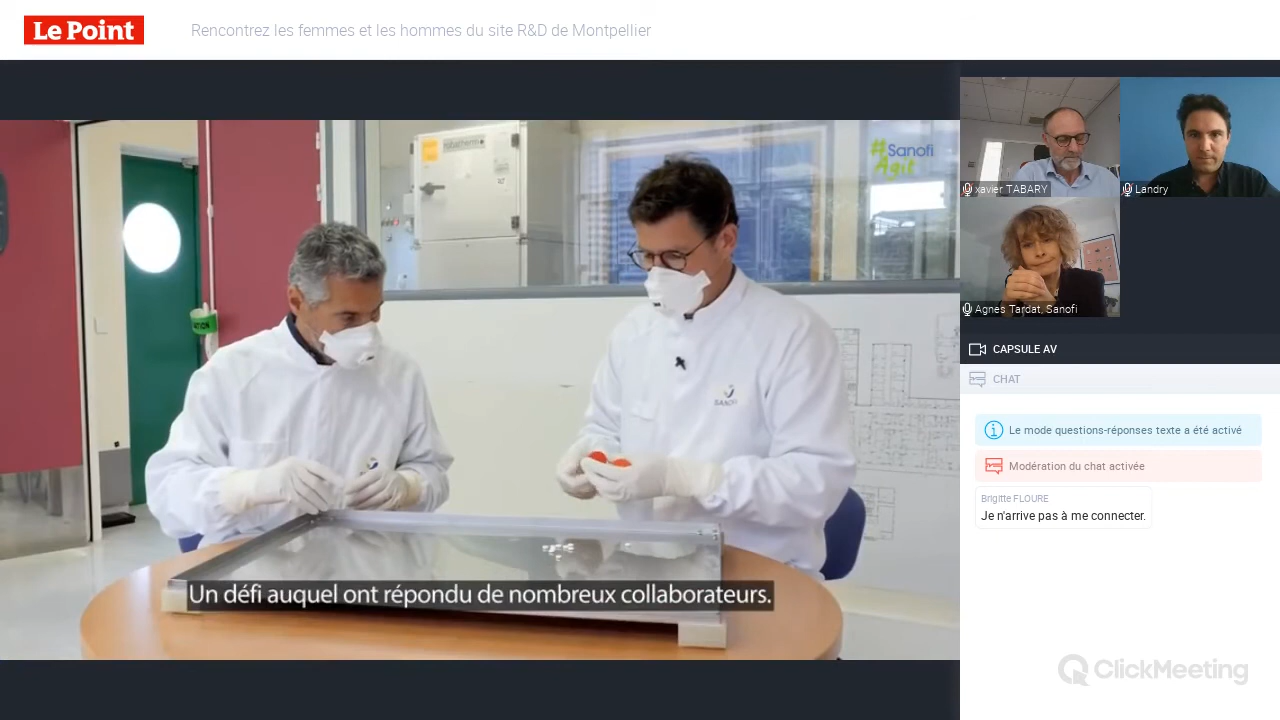 Le Point
Rencontrez les femmes et les hommes du site R&D de Montpellier
robatherm
#Sanofi
Agit
SANOFI
Un défi auquel ont répondu de nombreux collaborateurs.
xavier TABARY
Landry
Agnès Tardat, Sanofi
CAPSULE AV
CHAT
Le mode questions-réponses texte a été activé
Modération du chat activée
Brigitte FLOURE
Je n'arrive pas à me connecter.
ClickMeeting